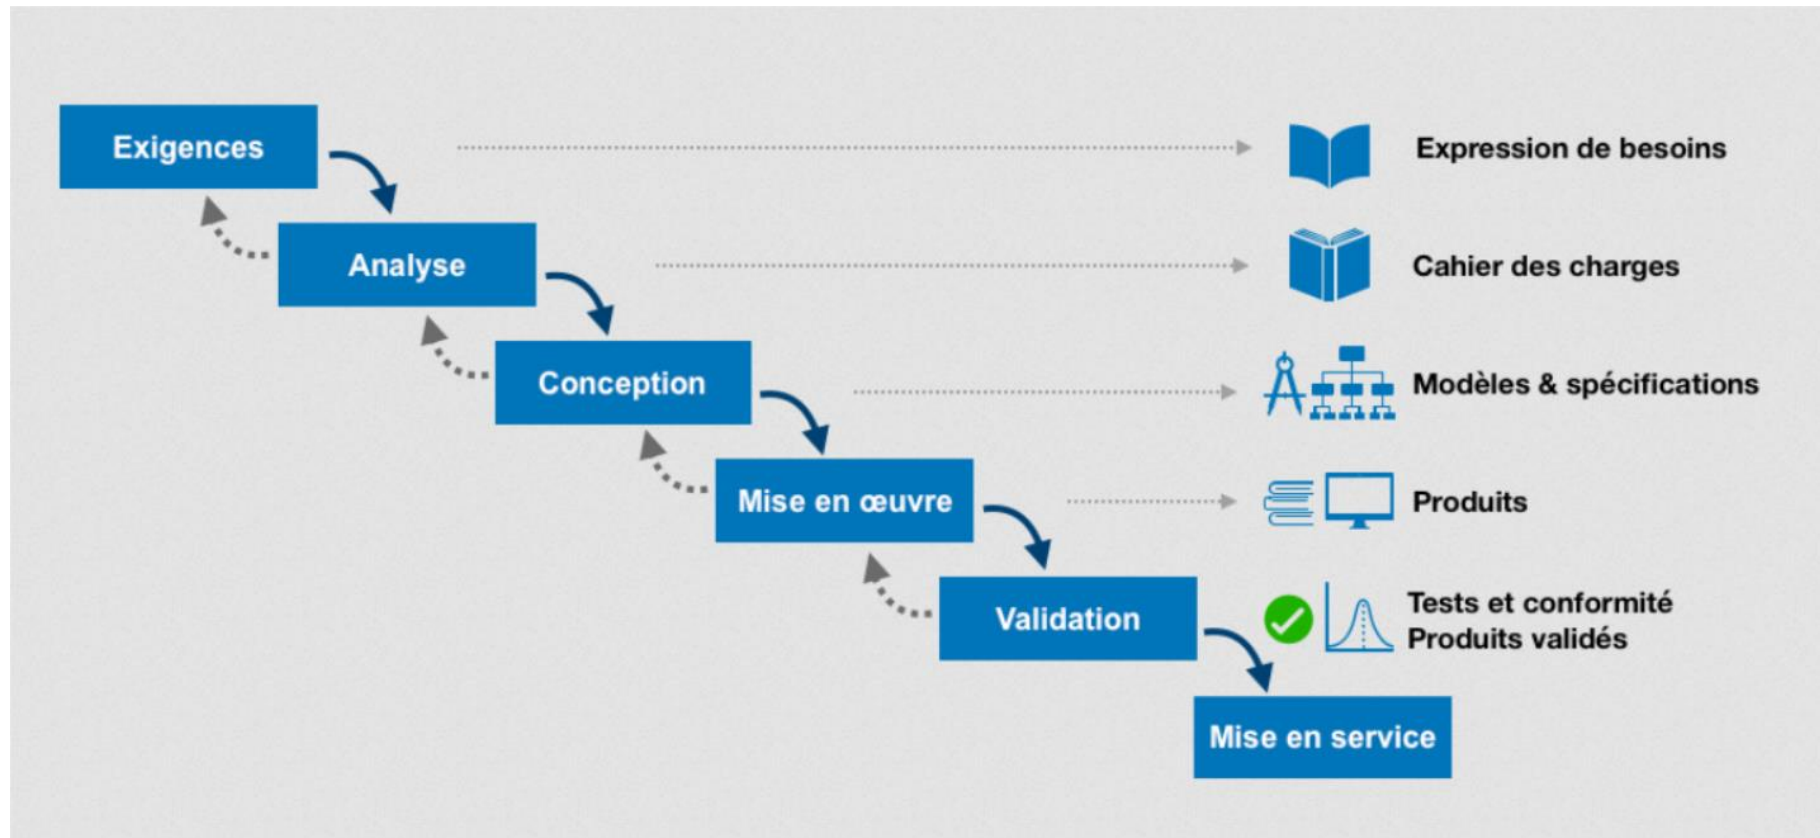 Exigences
Expression de besoins
Analyse
Cahier des charges
Conception
Modèles & spécifications
Mise en œuvre
Produits
Validation
Tests et conformité
Produits validés
Mise en service